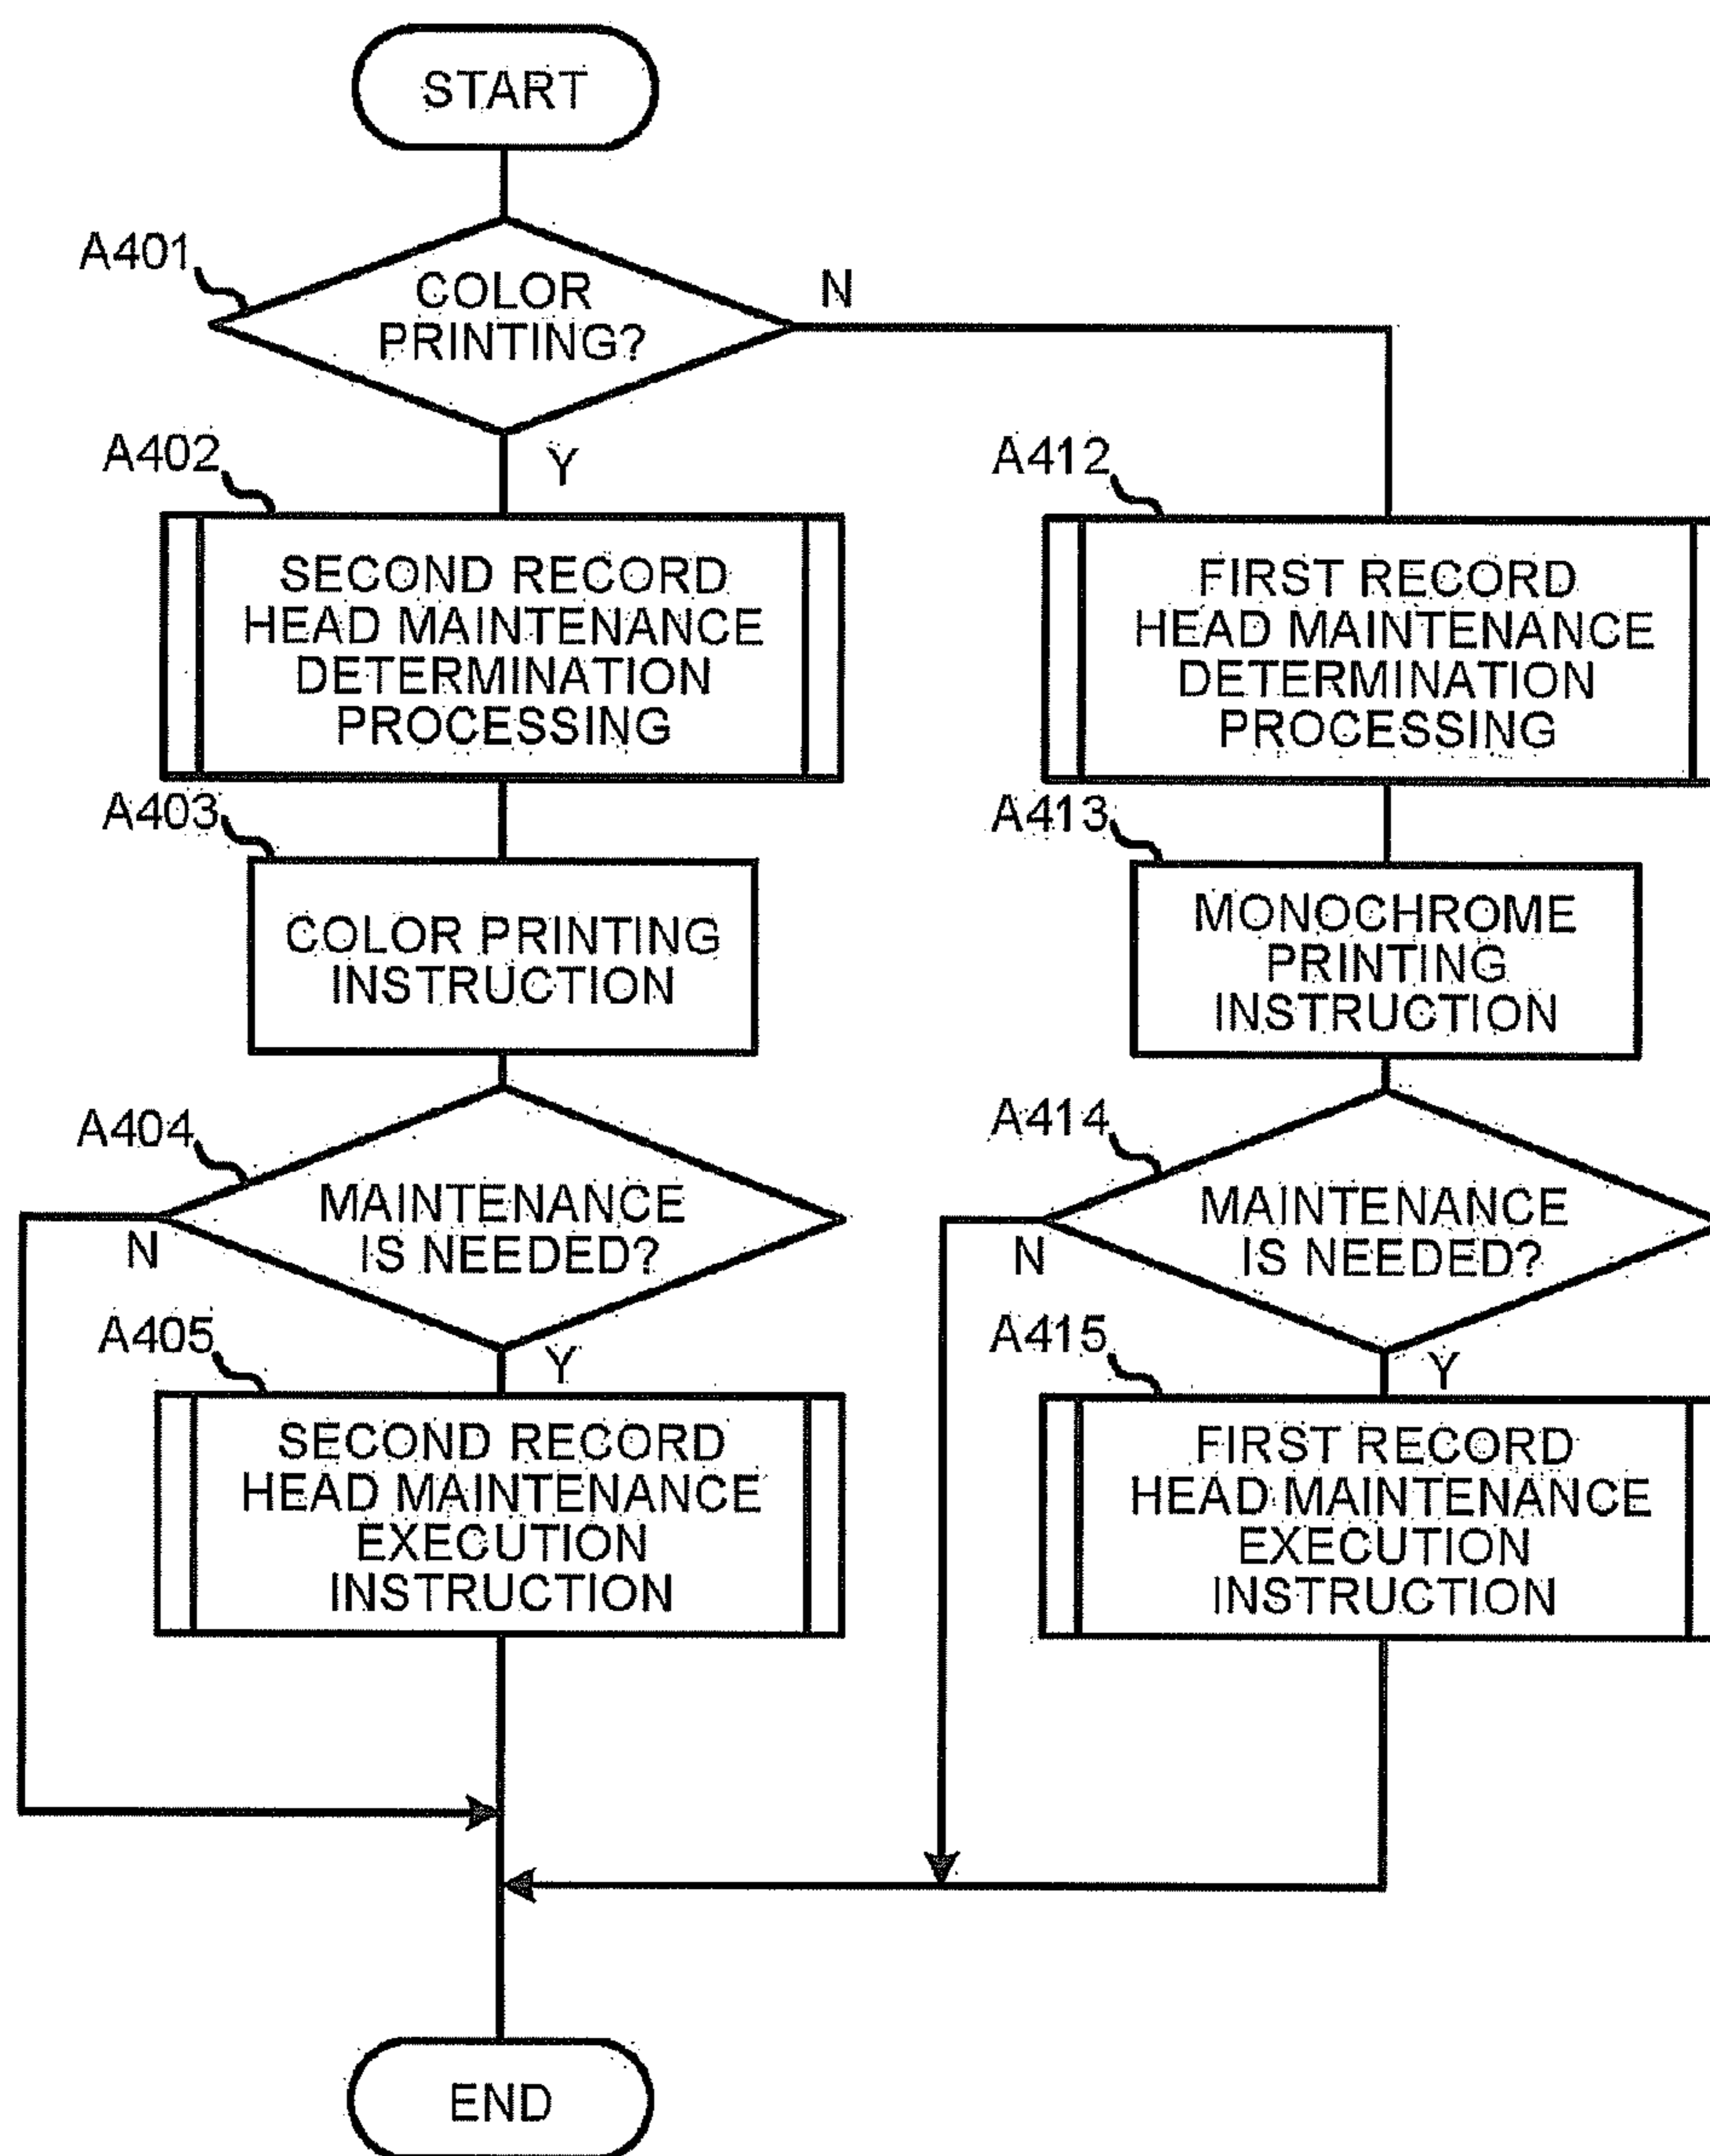 START
A401
COLOR
PRINTING?
N
Y
A402
SECOND RECORD
HEAD MAINTENANCE
DETERMINATION
PROCESSING
A403
COLOR PRINTING
INSTRUCTION
A404
MAINTENANCE
IS NEEDED?
N
Y
A405
SECOND RECORD
HEAD MAINTENANCE
EXECUTION
INSTRUCTION
A412
FIRST RECORD
HEAD MAINTENANCE
DETERMINATION
PROCESSING
A413
MONOCHROME
PRINTING
INSTRUCTION
A414
MAINTENANCE
IS NEEDED?
N
Y
A415
FIRST RECORD
HEAD MAINTENANCE
EXECUTION
INSTRUCTION
END